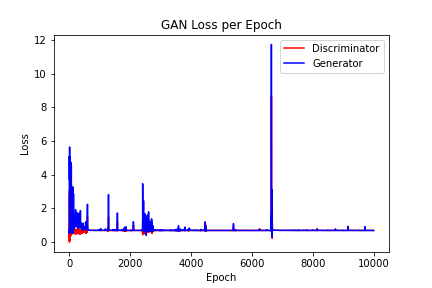 GAN Loss per Epoch
12
10
8
6
4
2
0
Loss
Discriminator
Generator
0
2000
4000
6000
8000
10000
Epoch